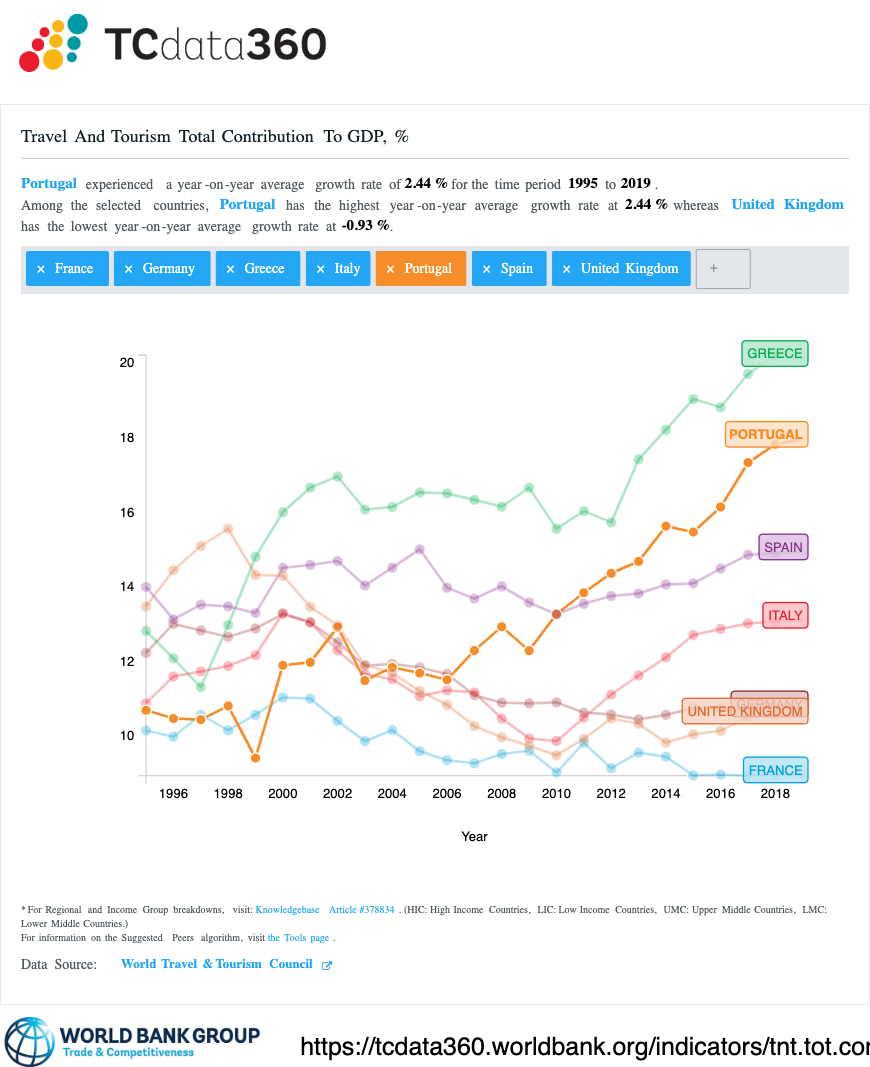 TCdata360
Travel And Tourism Total Contribution To GDP, %
Portugal experienced a year-on-year average growth rate of 2.44 % for the time period 1995 to 2019 .
Among the selected countries, Portugal has the highest year-on-year average growth rate at 2.44 % whereas United Kingdom
has the lowest year-on-year average growth rate at -0.93 %.
× France × Germany × Greece × Italy × Portugal × Spain × United Kingdom +
20
18
16
14
12
10
GREECE
PORTUGAL
SPAIN
ITALY
GERMANY
UNITED KINGDOM
FRANCE
1996 1998 2000 2002 2004 2006 2008 2010 2012 2014 2016 2018
Year
* For Regional and Income Group breakdowns, visit: Knowledgebase Article #378834 . (HIC: High Income Countries, LIC: Low Income Countries, UMC: Upper Middle Countries, LMC:
Lower Middle Countries.)
For information on the Suggested Peers algorithm, visit the Tools page .
Data Source: World Travel & Tourism Council
WORLD BANK GROUP
Trade & Competitiveness
https://tcdata360.worldbank.org/indicators/tnt.tot.co